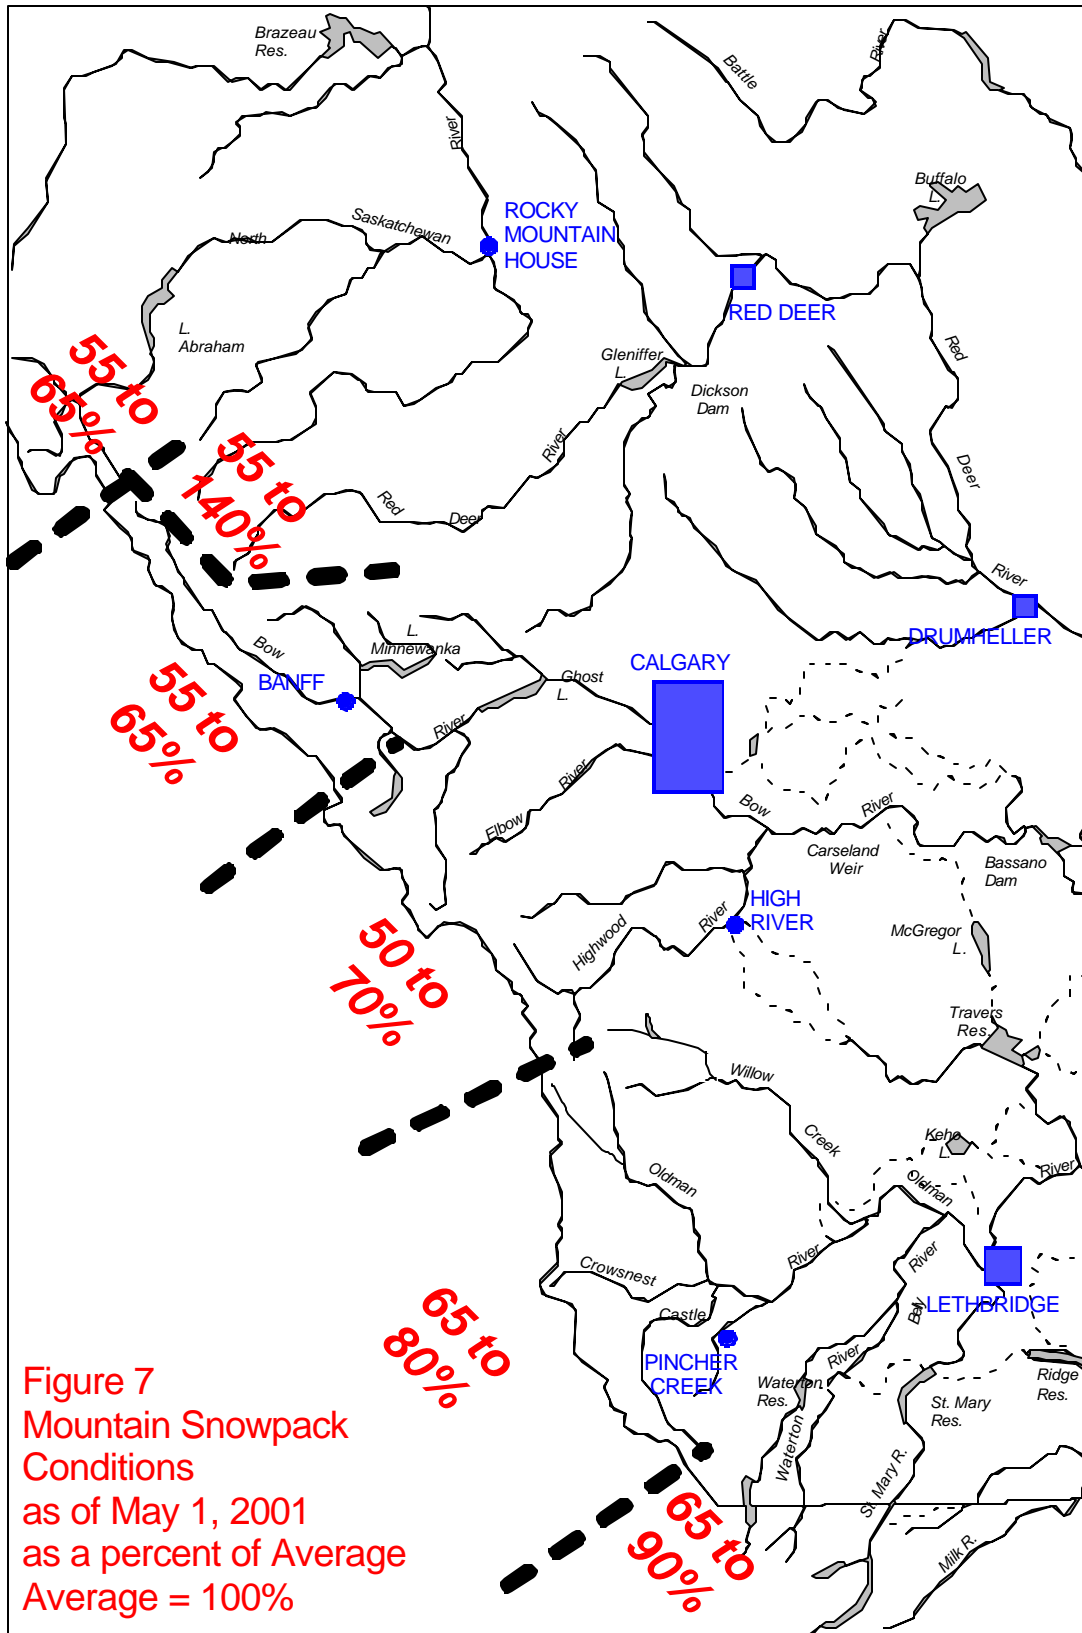 Brazeau
Res.
River
Battle
River
Buffalo
L.
ROCKY
MOUNTAIN
HOUSE
Saskatchewan
North
L.
Abraham
RED DEER
Red
Gleniffer
L.
Dickson
Dam
55 to
65%
55 to
140%
River
Red
Deer
Deer
River
DRUMHELLER
L.
Minnewanka
Bow
BANFF
CALGARY
Ghost
L.
River
55 to
65%
River
Elbow
Bow
River
Carseland
Weir
Bassano
Dam
HIGH
RIVER
River
Highwood
McGregor
L.
50 to
70%
Travers
Res.
Willow
Creek
Keho
L.
River
Oldman
Oldman
River
River
Crowsnest
Castle
Belly
LETHBRIDGE
65 to
80%
PINCHER
CREEK
River
Waterton
Res.
Ridge
Res.
St. Mary
Res.
Waterton
St. Mary R.
Milk R.
65 to
90%
Figure 7
Mountain Snowpack
Conditions
as of May 1, 2001
as a percent of Average
Average = 100%